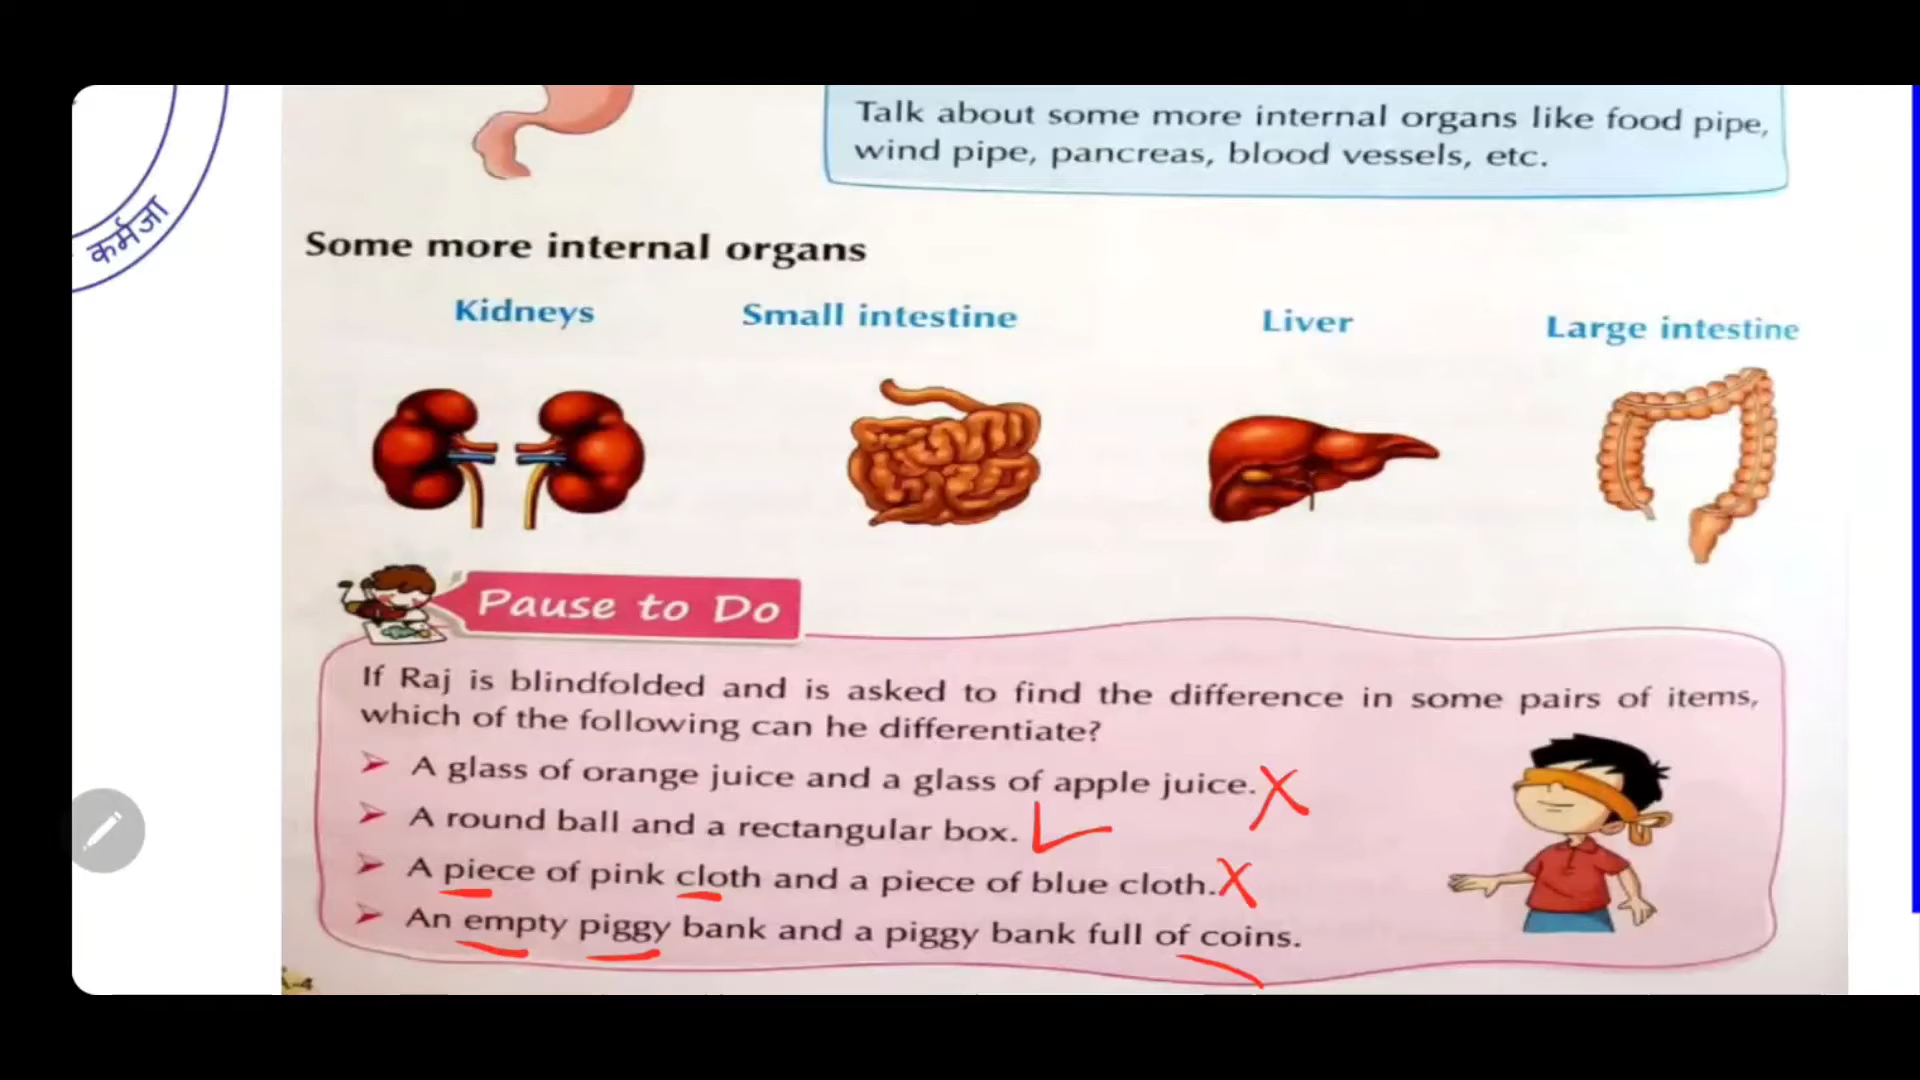 Talk about some more internal organs like food pipe,
wind pipe, pancreas, blood vessels, etc.
कर्मजा
Some more internal organs
Kidneys Small intestine Liver Large intestine
Pause to Do
If Raj is blindfolded and is asked to find the difference in some pairs of items,
which of the following can he differentiate?
➤ A glass of orange juice and a glass of apple juice. X
➤ A round ball and a rectangular box. ✓
➤ A piece of pink cloth and a piece of blue cloth. X
➤ An empty piggy bank and a piggy bank full of coins.
-4